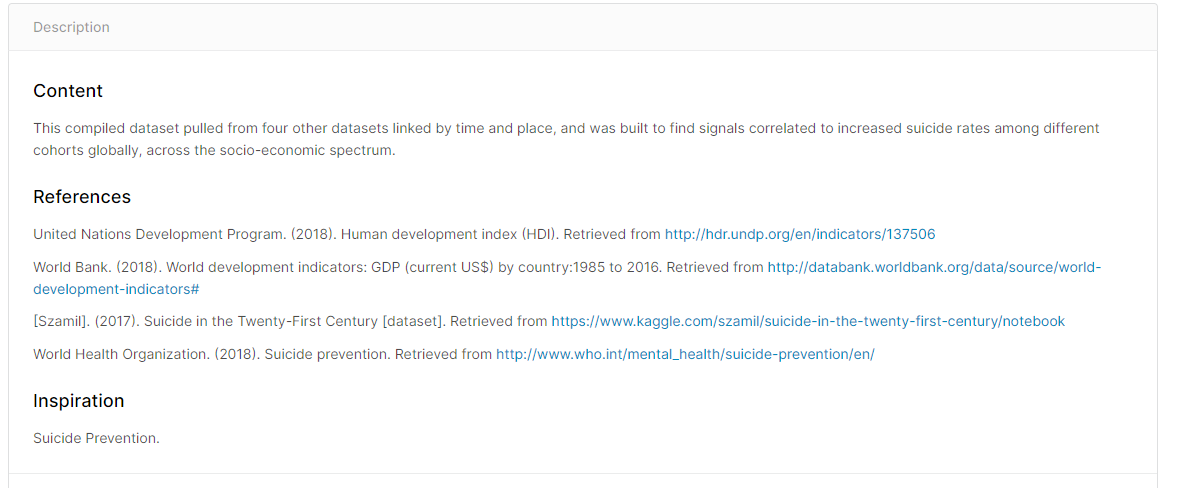 Description
Content
This compiled dataset pulled from four other datasets linked by time and place, and was built to find signals correlated to increased suicide rates among different
cohorts globally, across the socio-economic spectrum.
References
United Nations Development Program. (2018). Human development index (HDI). Retrieved from http://hdr.undp.org/en/indicators/137506
World Bank. (2018). World development indicators: GDP (current US$) by country:1985 to 2016. Retrieved from http://databank.worldbank.org/data/source/world-
development-indicators#
[Szamil]. (2017). Suicide in the Twenty-First Century [dataset]. Retrieved from https://www.kaggle.com/szamil/suicide-in-the-twenty-first-century/notebook
World Health Organization. (2018). Suicide prevention. Retrieved from http://www.who.int/mental_health/suicide-prevention/en/
Inspiration
Suicide Prevention.